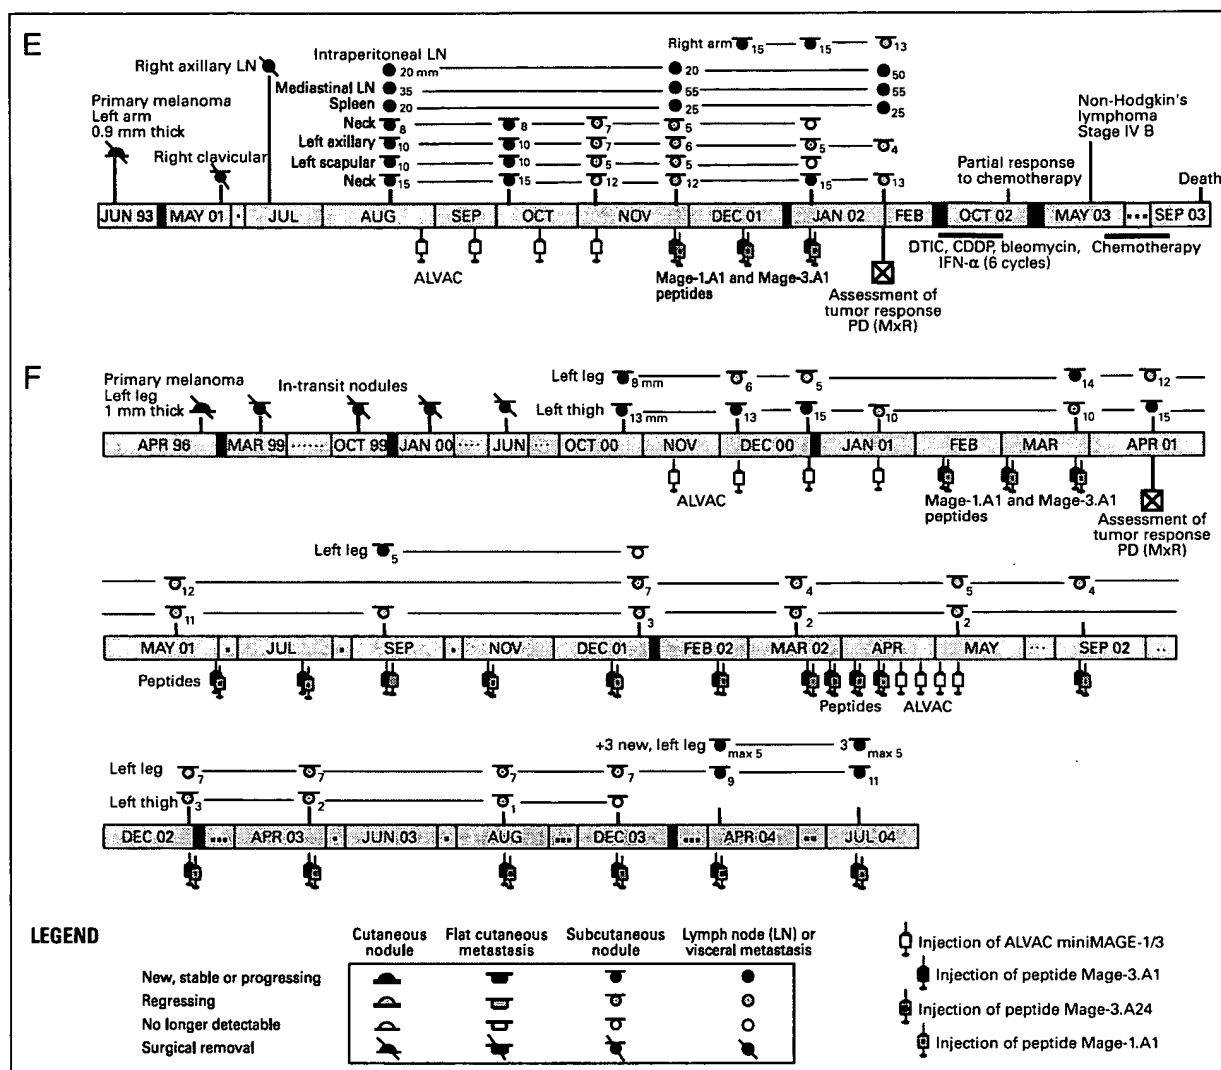 E
Right arm 15 15 13
Intraperitoneal LN
20 mm 20 50
Right axillary LN
Mediastinal LN 35 55 55
Spleen 20 25 25
Primary melanoma
Left arm
0.9 mm thick
Neck 8 8 7 5
Left axillary 10 10 7 6 5 4
Right clavicular
Left scapular 10 10 5 5
Neck 15 15 12 12 15 13
Non-Hodgkin's
lymphoma
Stage IV B
Partial response
to chemotherapy
Death
JUN 93 MAY 01 JUL AUG SEP OCT NOV DEC 01 JAN 02 FEB OCT 02 MAY 03 SEP 03
ALVAC
Mage-1.A1 and Mage-3.A1
peptides
Assessment of
tumor response
PD (MxR)
DTIC, CDDP, bleomycin,
IFN-α (6 cycles)
Chemotherapy
F
Primary melanoma
Left leg
1 mm thick
In-transit nodules
Left leg 8 mm 6 5 14 12
Left thigh 13 mm 13 15 10 10 15
APR 96 MAR 99 OCT 99 JAN 00 JUN OCT 00 NOV DEC 00 JAN 01 FEB MAR APR 01
ALVAC
Mage-1.A1 and Mage-3.A1
peptides
Assessment of
tumor response
PD (MxR)
Left leg 5
12 7 4 5 4
11 3 2 2
MAY 01 JUL SEP NOV DEC 01 FEB 02 MAR 02 APR MAY SEP 02
Peptides
Peptides
ALVAC
+3 new, left leg max 5 3 max 5
Left leg 7 7 7 7 9 11
Left thigh 3 2 1
DEC 02 APR 03 JUN 03 AUG DEC 03 APR 04 JUL 04
LEGEND
Cutaneous
nodule
Flat cutaneous
metastasis
Subcutaneous
nodule
Lymph node (LN) or
visceral metastasis
New, stable or progressing
Regressing
No longer detectable
Surgical removal
Injection of ALVAC miniMAGE-1/3
Injection of peptide Mage-3.A1
Injection of peptide Mage-3.A24
Injection of peptide Mage-1.A1